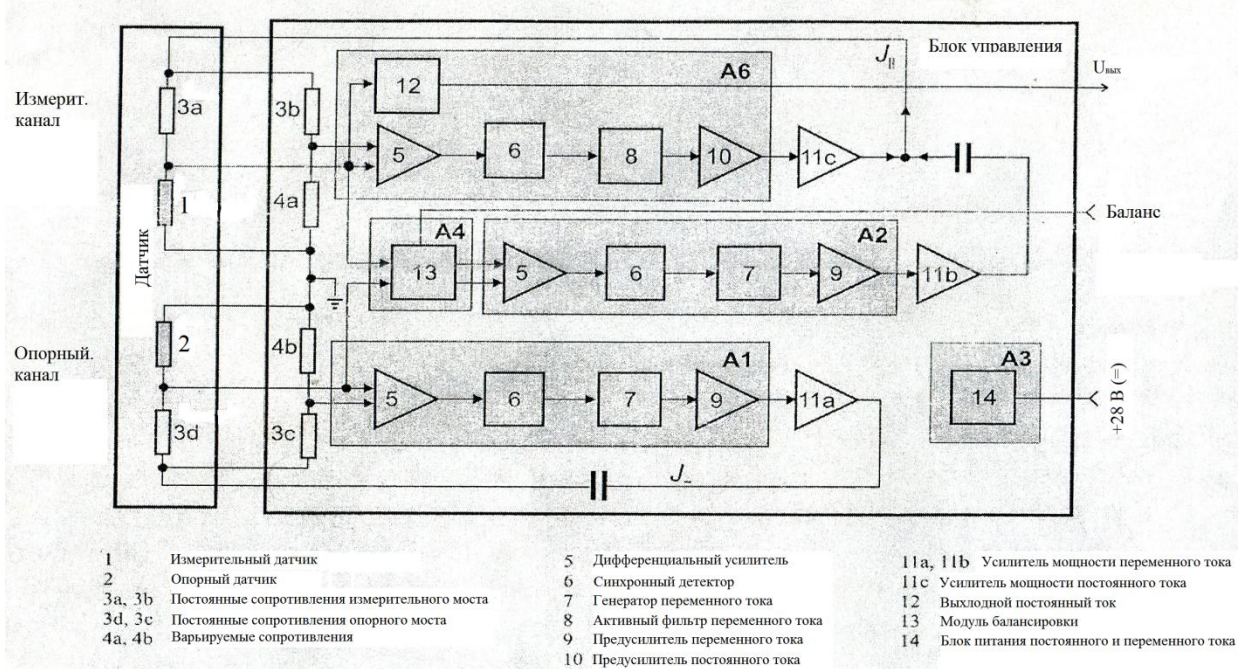 Блок управления
Измерит.
канал
Опорный.
канал
Датчик
3a
1
2
3d
3b
4a
4b
3c
A6
12
5
6
8
10
11c
J||
Uвых
Баланс
A4
13
A2
5
6
7
9
11b
A1
5
6
7
9
11a
A3
14
+28 В (=)
J_
1 Измерительный датчик
2 Опорный датчик
3a, 3b Постоянные сопротивления измерительного моста
3d, 3c Постоянные сопротивления опорного моста
4a, 4b Варьируемые сопротивления
5 Дифференциальный усилитель
6 Синхронный детектор
7 Генератор переменного тока
8 Активный фильтр переменного тока
9 Предусилитель переменного тока
10 Предусилитель постоянного тока
11a, 11b Усилитель мощности переменного тока
11c Усилитель мощности постоянного тока
12 Выхлодной постоянный ток
13 Модуль балансировки
14 Блок питания постоянного и переменного тока